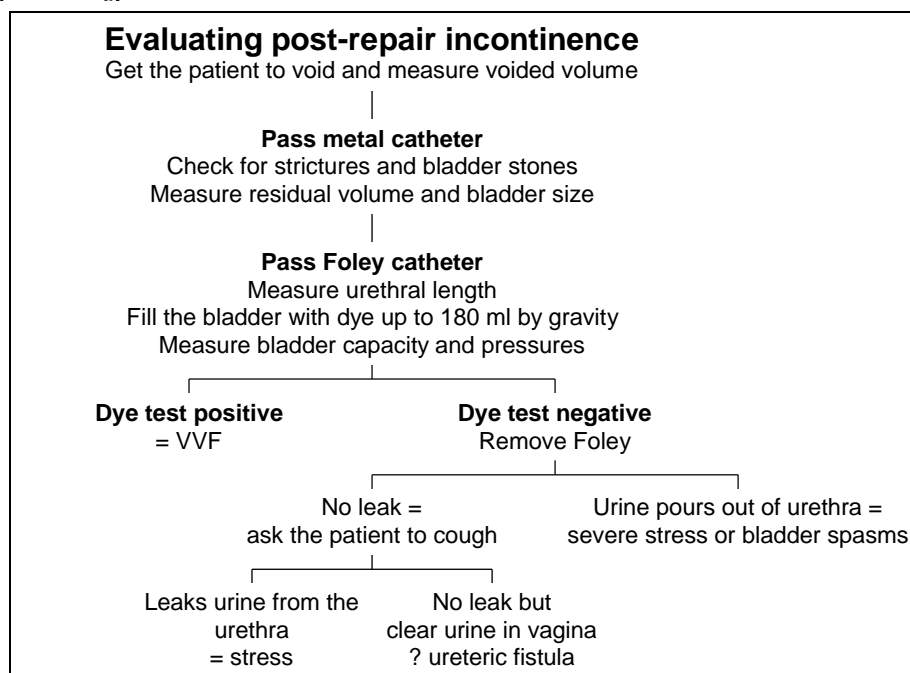 Evaluating post-repair incontinence
Get the patient to void and measure voided volume
Pass metal catheter
Check for strictures and bladder stones
Measure residual volume and bladder size
Pass Foley catheter
Measure urethral length
Fill the bladder with dye up to 180 ml by gravity
Measure bladder capacity and pressures
Dye test positive
= VVF
Dye test negative
Remove Foley
No leak =
ask the patient to cough
Urine pours out of urethra =
severe stress or bladder spasms
Leaks urine from the
urethra
= stress
No leak but
clear urine in vagina
? ureteric fistula